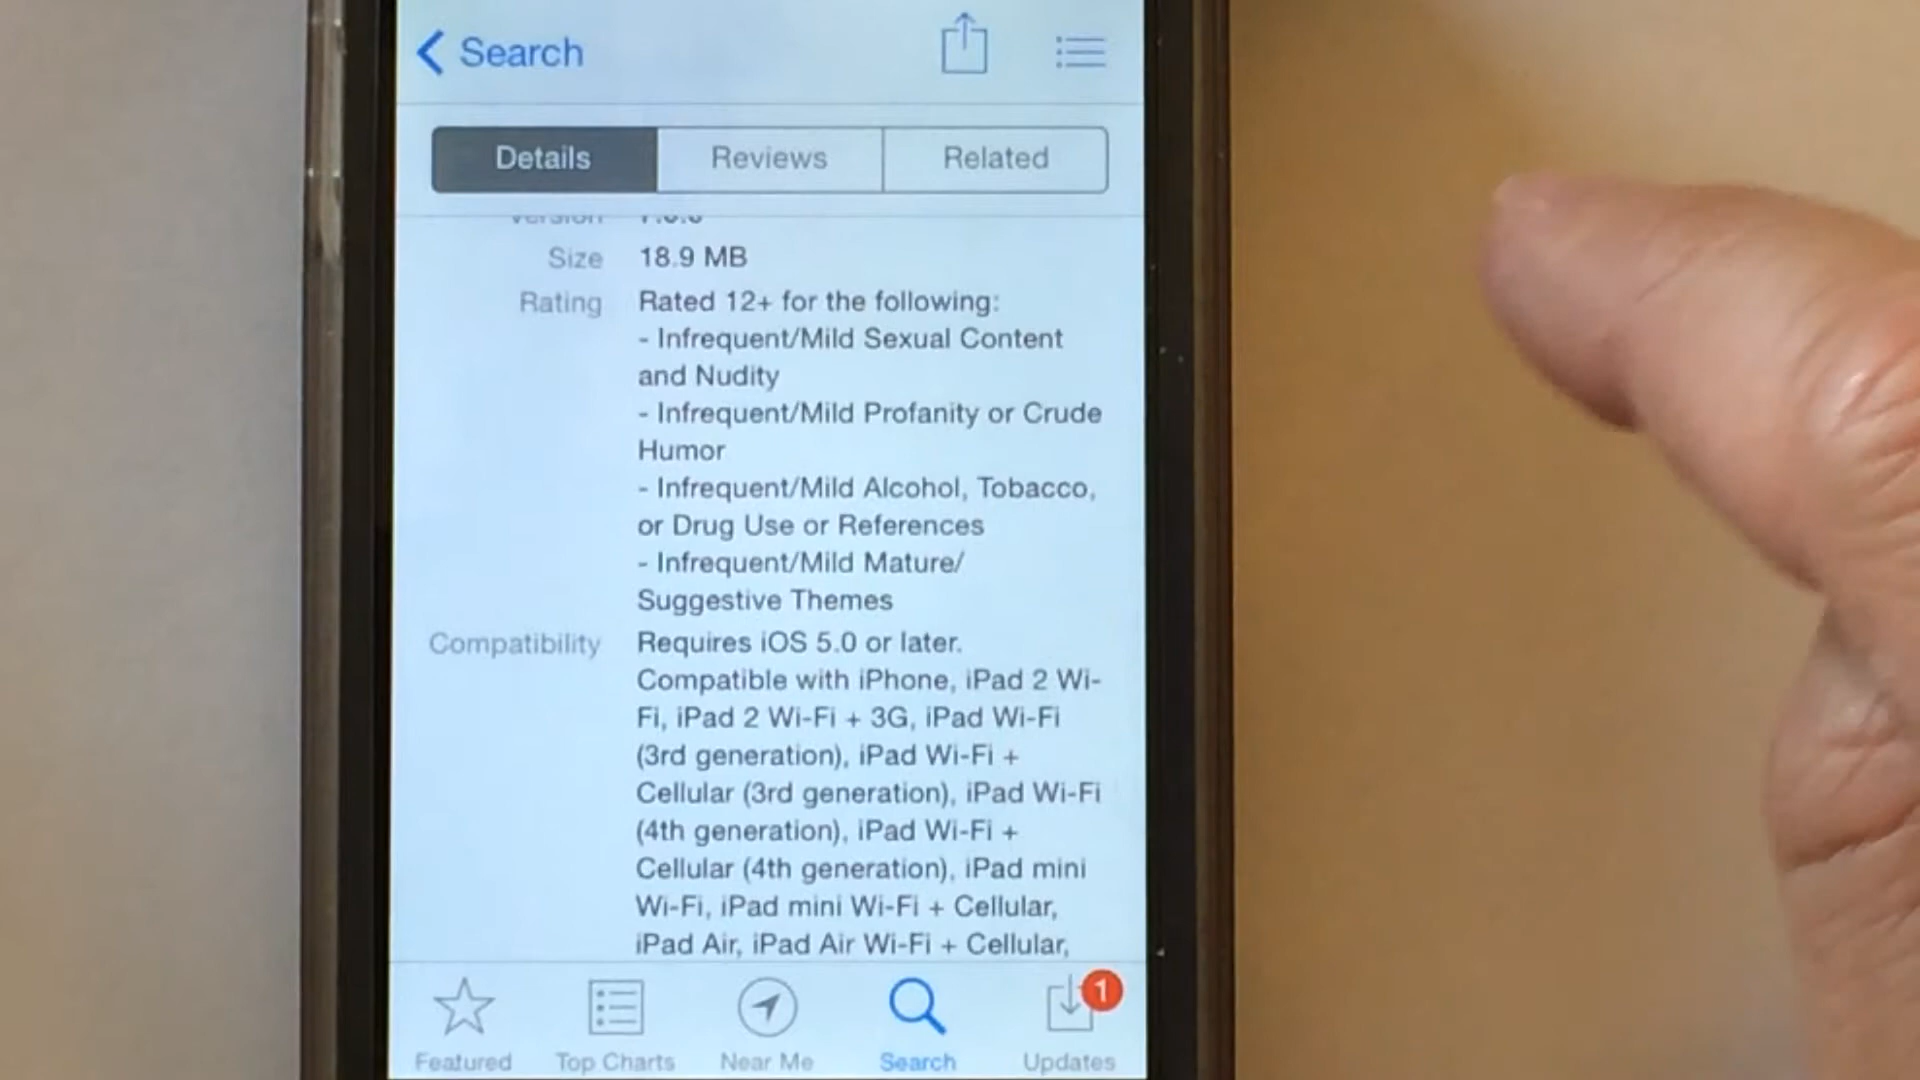 Search
Details Reviews Related
Version
Size 18.9 MB
Rating Rated 12+ for the following:
- Infrequent/Mild Sexual Content
and Nudity
- Infrequent/Mild Profanity or Crude
Humor
- Infrequent/Mild Alcohol, Tobacco,
or Drug Use or References
- Infrequent/Mild Mature/
Suggestive Themes
Compatibility Requires iOS 5.0 or later.
Compatible with iPhone, iPad 2 Wi-
Fi, iPad 2 Wi-Fi + 3G, iPad Wi-Fi
(3rd generation), iPad Wi-Fi +
Cellular (3rd generation), iPad Wi-Fi
(4th generation), iPad Wi-Fi +
Cellular (4th generation), iPad mini
Wi-Fi, iPad mini Wi-Fi + Cellular,
iPad Air, iPad Air Wi-Fi + Cellular,
1
Featured Top Charts Near Me Search Updates